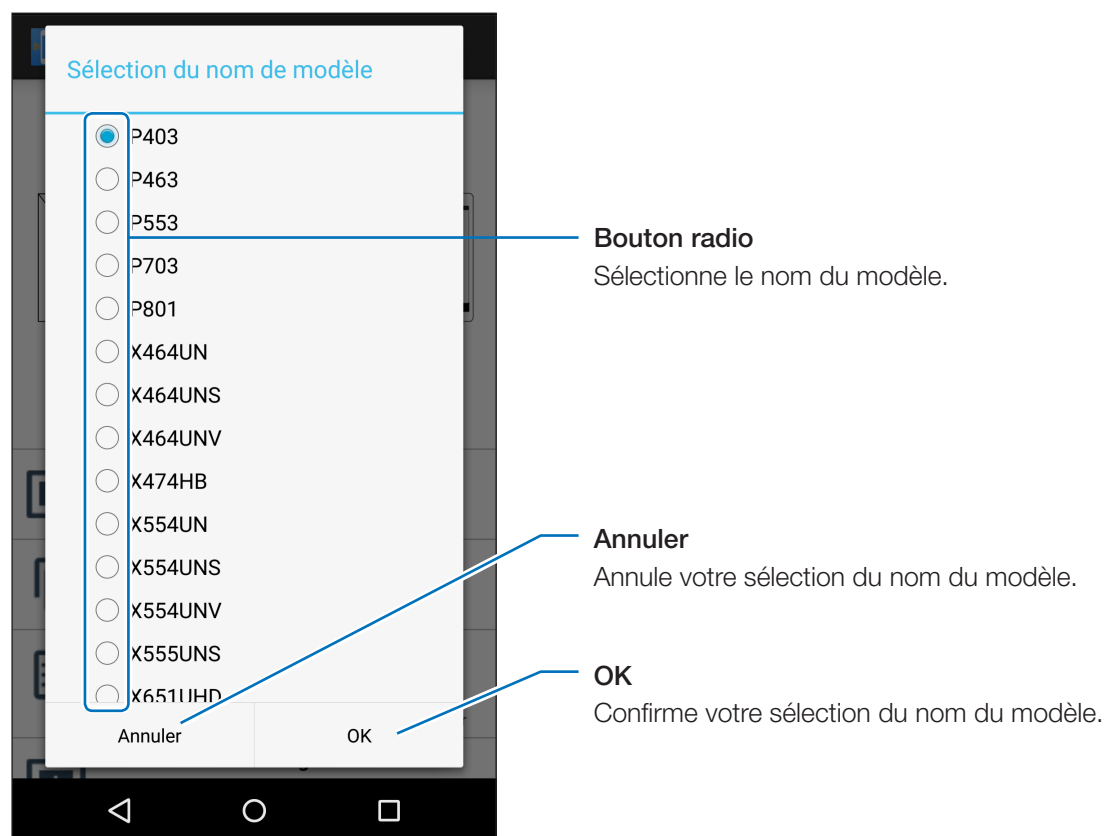 Sélection du nom de modèle
P403
P463
P553
P703
P801
X464UN
X464UNS
X464UNV
X474HB
X554UN
X554UNS
X554UNV
X555UNS
X651UHD
Annuler
OK
Bouton radio
Sélectionne le nom du modèle.
Annuler
Annule votre sélection du nom du modèle.
OK
Confirme votre sélection du nom du modèle.